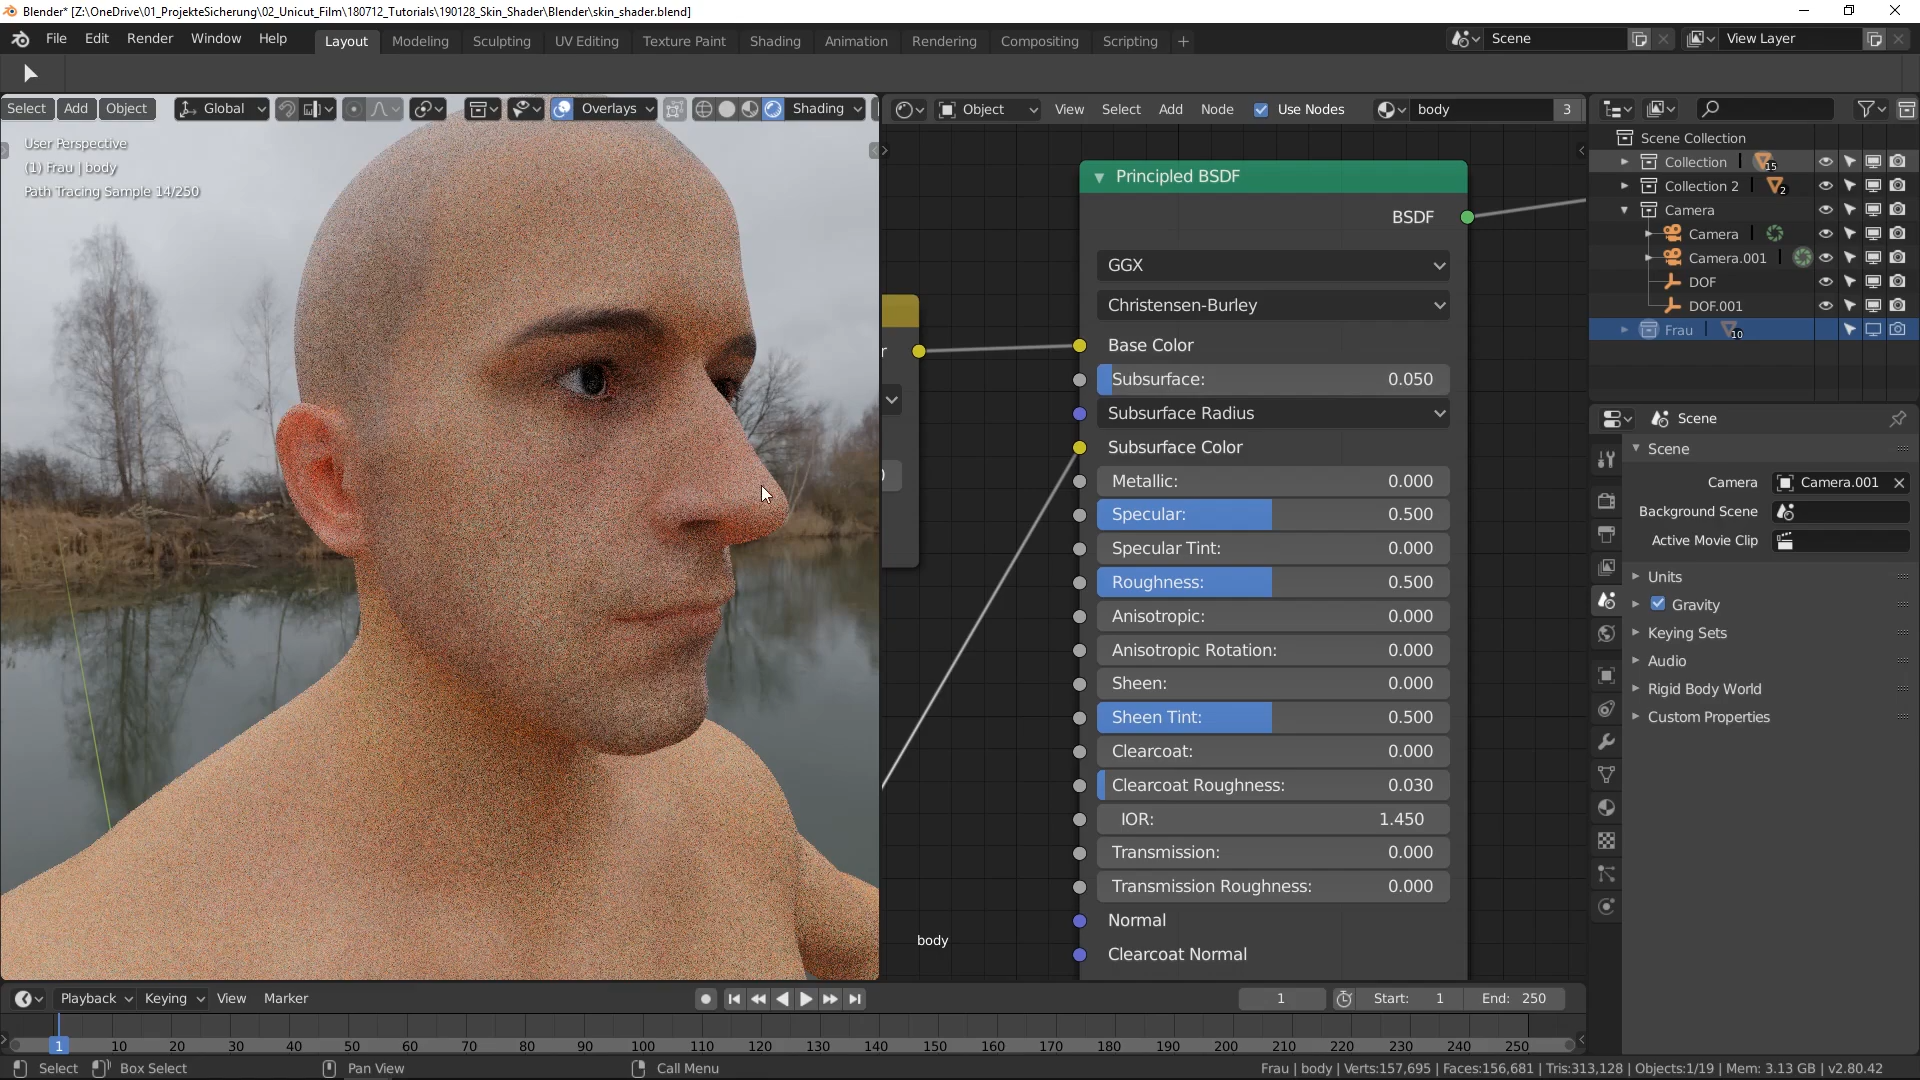 Blender* [Z:\OneDrive\01_ProjekteSicherung\02_Unicut_Film\180712_Tutorials\190128_Skin_Shader\Blender\skin_shader.blend]
File Edit Render Window Help Layout Modeling Sculpting UV Editing Texture Paint Shading Animation Rendering Compositing Scripting + Scene View Layer
Select Add Object Global Overlays Shading Object View Select Add Node Use Nodes body 3
User Perspective
(1) Frau | body
Path Tracing Sample 14/250
r
body
Principled BSDF
BSDF
GGX
Christensen-Burley
Base Color
Subsurface: 0.050
Subsurface Radius
Subsurface Color
Metallic: 0.000
Specular: 0.500
Specular Tint: 0.000
Roughness: 0.500
Anisotropic: 0.000
Anisotropic Rotation: 0.000
Sheen: 0.000
Sheen Tint: 0.500
Clearcoat: 0.000
Clearcoat Roughness: 0.030
IOR: 1.450
Transmission: 0.000
Transmission Roughness: 0.000
Normal
Clearcoat Normal
Scene Collection
Collection 15
Collection 2 2
Camera
Camera
Camera.001
DOF
DOF.001
Frau 10
Scene
Scene
Camera Camera.001
Background Scene
Active Movie Clip
Units
Gravity
Keying Sets
Audio
Rigid Body World
Custom Properties
Playback Keying View Marker 1 Start: 1 End: 250
1 10 20 30 40 50 60 70 80 90 100 110 120 130 140 150 160 170 180 190 200 210 220 230 240 250
Select Box Select Pan View Call Menu Frau | body | Verts:157,695 | Faces:156,681 | Tris:313,128 | Objects:1/19 | Mem: 3.13 GB | v2.80.42